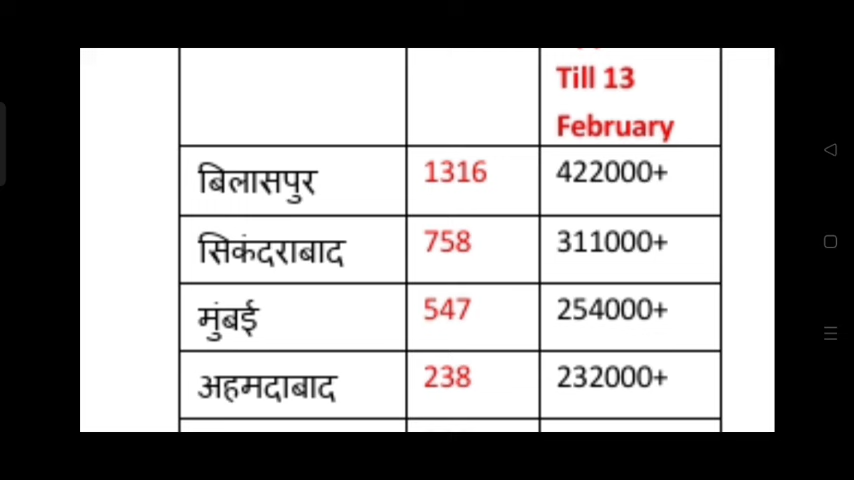 Till 13
February
बिलासपुर 1316 422000+
सिकंदराबाद 758 311000+
मुंबई 547 254000+
अहमदाबाद 238 232000+